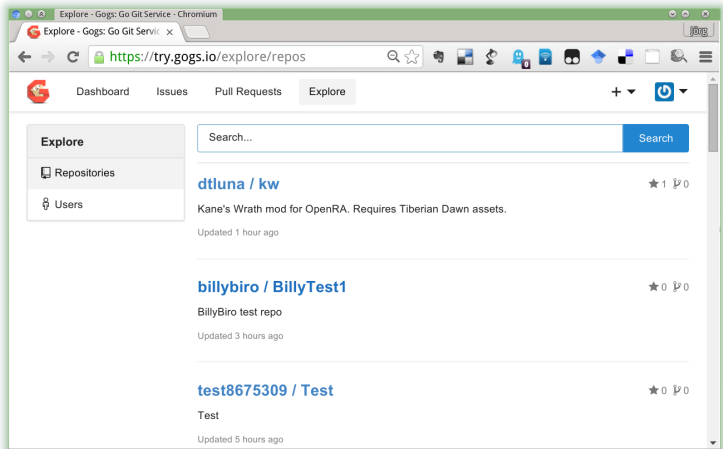 Explore - Gogs: Go Git Service - Chromium
Explore - Gogs: Go Git Servic
Jörg
https://try.gogs.io/explore/repos
0
Dashboard Issues Pull Requests Explore
Explore
Repositories
Users
Search... Search
dtluna / kw 1 0
Kane's Wrath mod for OpenRA. Requires Tiberian Dawn assets.
Updated 1 hour ago
billybiro / BillyTest1 0 0
BillyBiro test repo
Updated 3 hours ago
test8675309 / Test 0 0
Test
Updated 5 hours ago